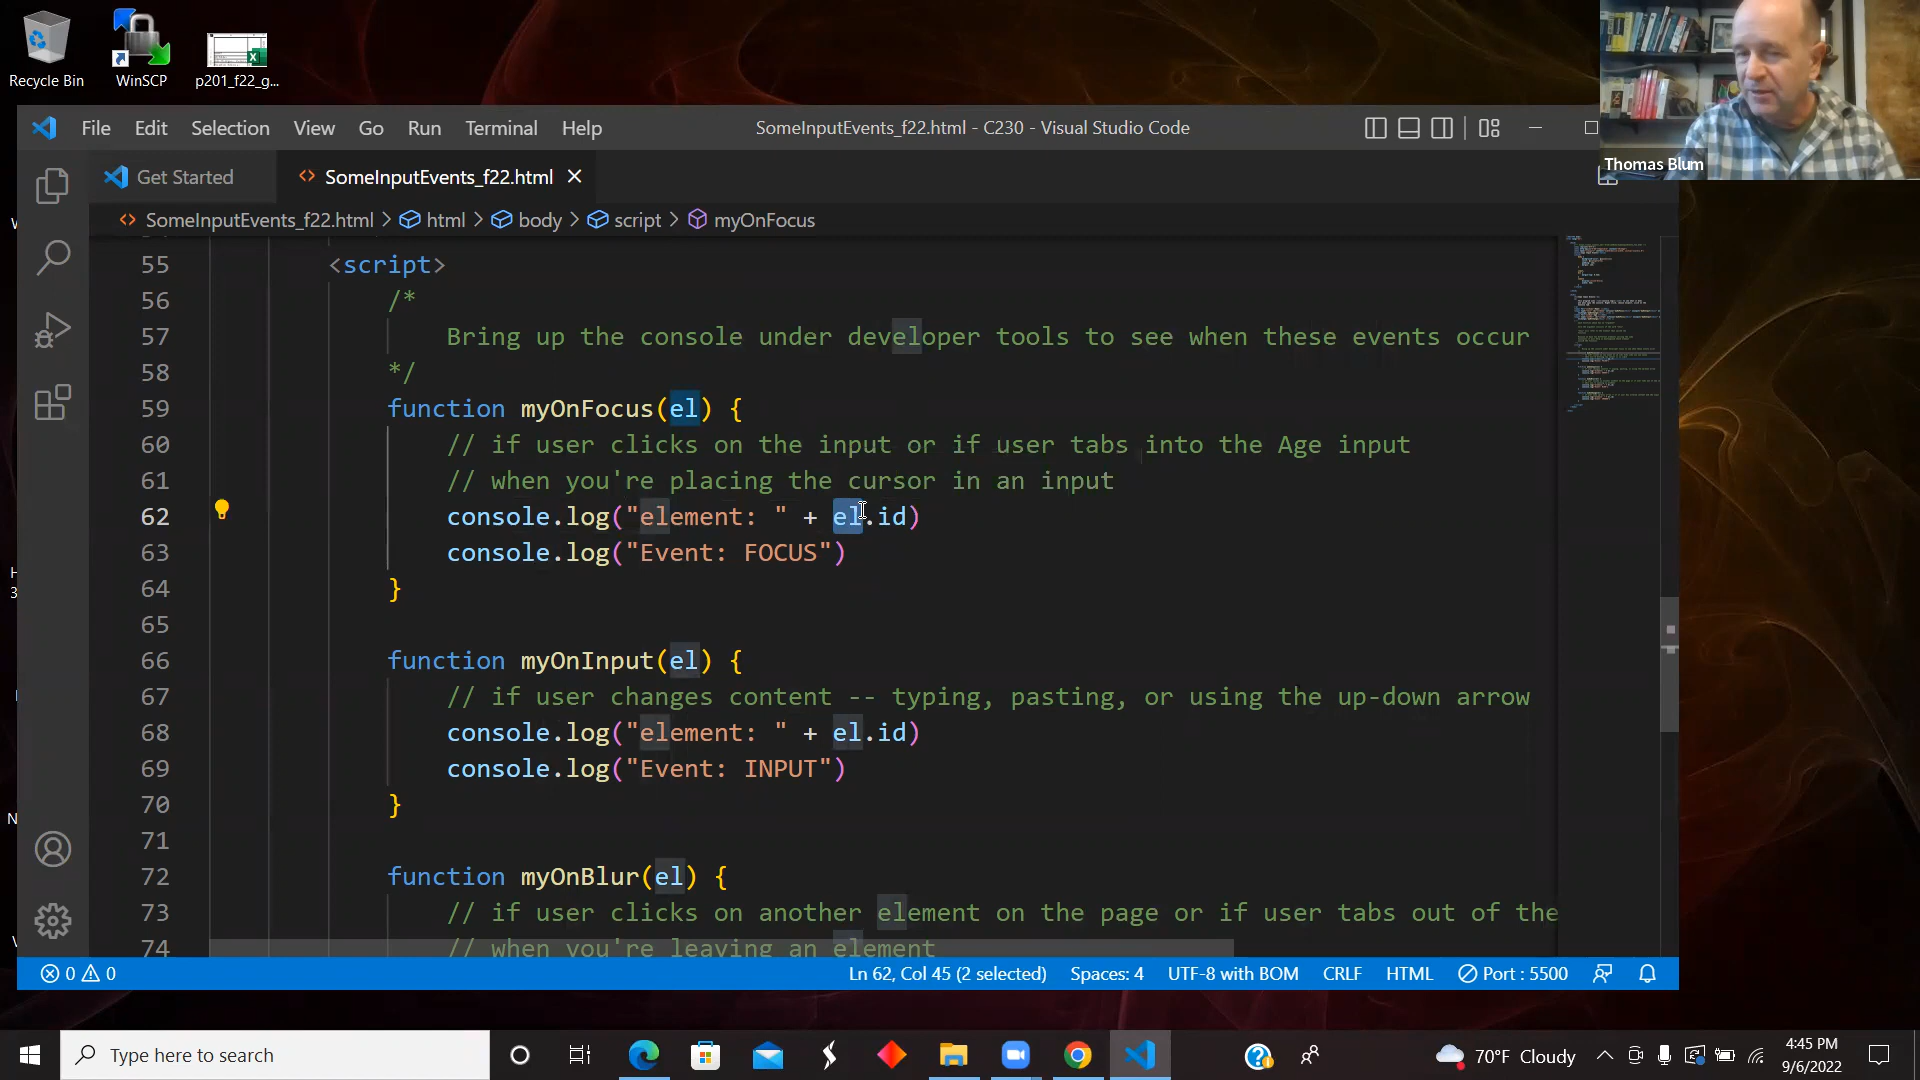 Recycle Bin
WinSCP
p201_f22_g...
Thomas Blum
File Edit Selection View Go Run Terminal Help
SomeInputEvents_f22.html - C230 - Visual Studio Code
Get Started
SomeInputEvents_f22.html
SomeInputEvents_f22.html > html > body > script > myOnFocus
55 <script>
56 /*
57 Bring up the console under developer tools to see when these events occur
58 */
59 function myOnFocus(el) {
60 // if user clicks on the input or if user tabs into the Age input
61 // when you're placing the cursor in an input
62 console.log("element: " + el.id)
63 console.log("Event: FOCUS")
64 }
65
66 function myOnInput(el) {
67 // if user changes content -- typing, pasting, or using the up-down arrow
68 console.log("element: " + el.id)
69 console.log("Event: INPUT")
70 }
71
72 function myOnBlur(el) {
73 // if user clicks on another element on the page or if user tabs out of the
74 // when you're leaving an element
0 0
Ln 62, Col 45 (2 selected) Spaces: 4 UTF-8 with BOM CRLF HTML Port : 5500
Type here to search
70°F Cloudy
4:45 PM
9/6/2022